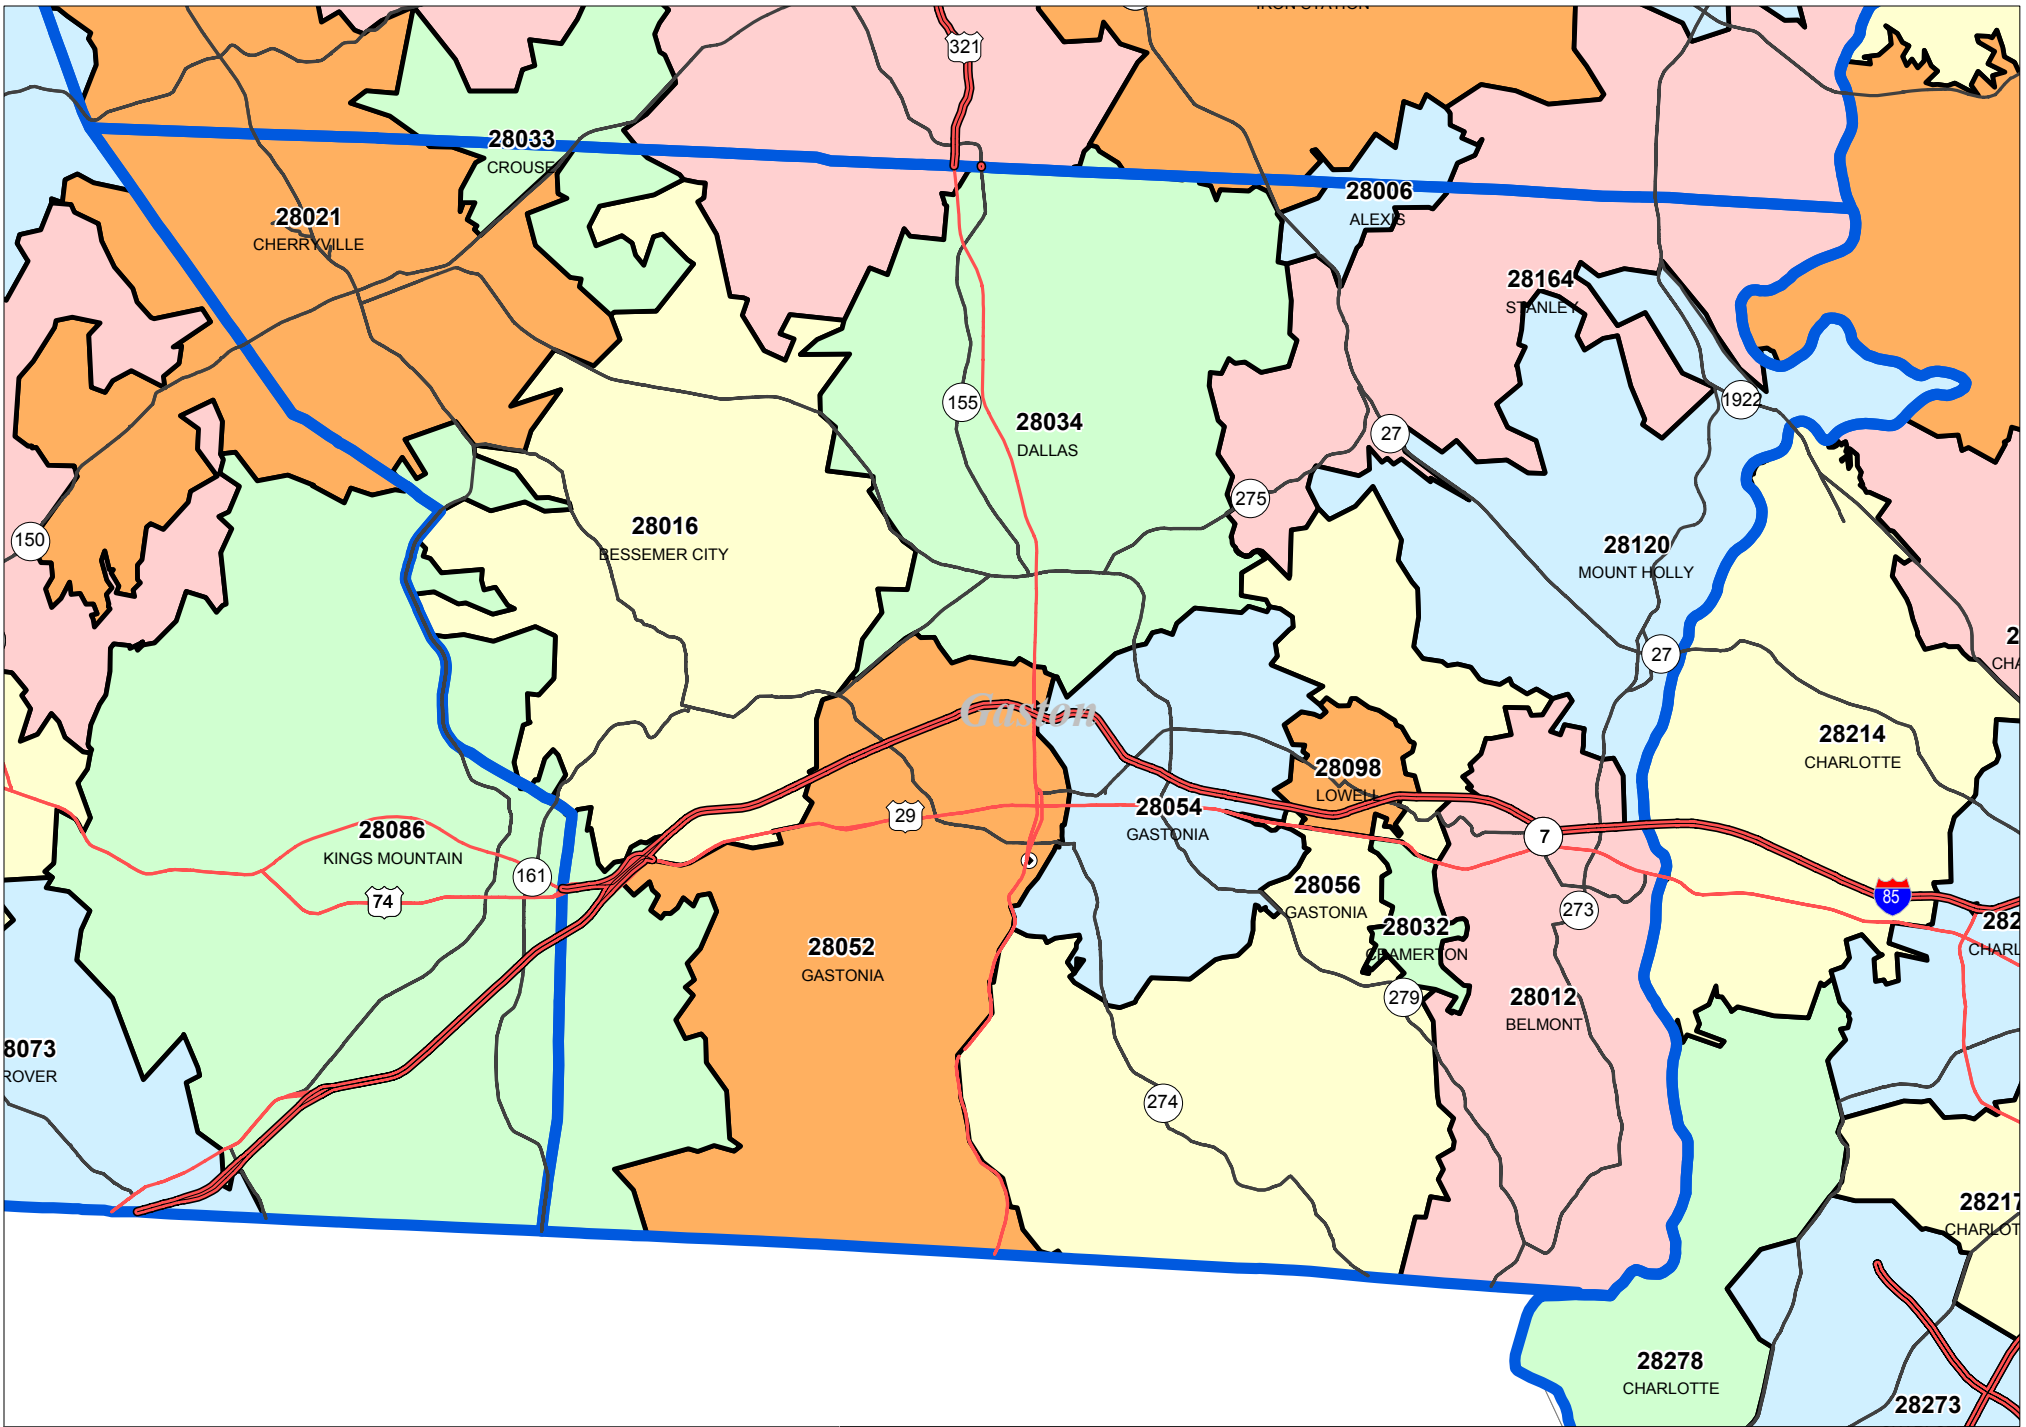 321
28033
CROUSE
28021
CHERRYVILLE
28006
ALEXIS
28164
STANLEY
155
1922
28034
DALLAS
27
275
150
28016
BESSEMER CITY
28120
MOUNT HOLLY
27
Gaston
28214
CHARLOTTE
28098
LOWELL
28054
GASTONIA
29
28086
KINGS MOUNTAIN
7
161
74
28056
GASTONIA
85
273
28032
CRAMERTON
28052
GASTONIA
279
28012
BELMONT
8073
ROVER
274
28217
CHARLOT
28278
CHARLOTTE
28273